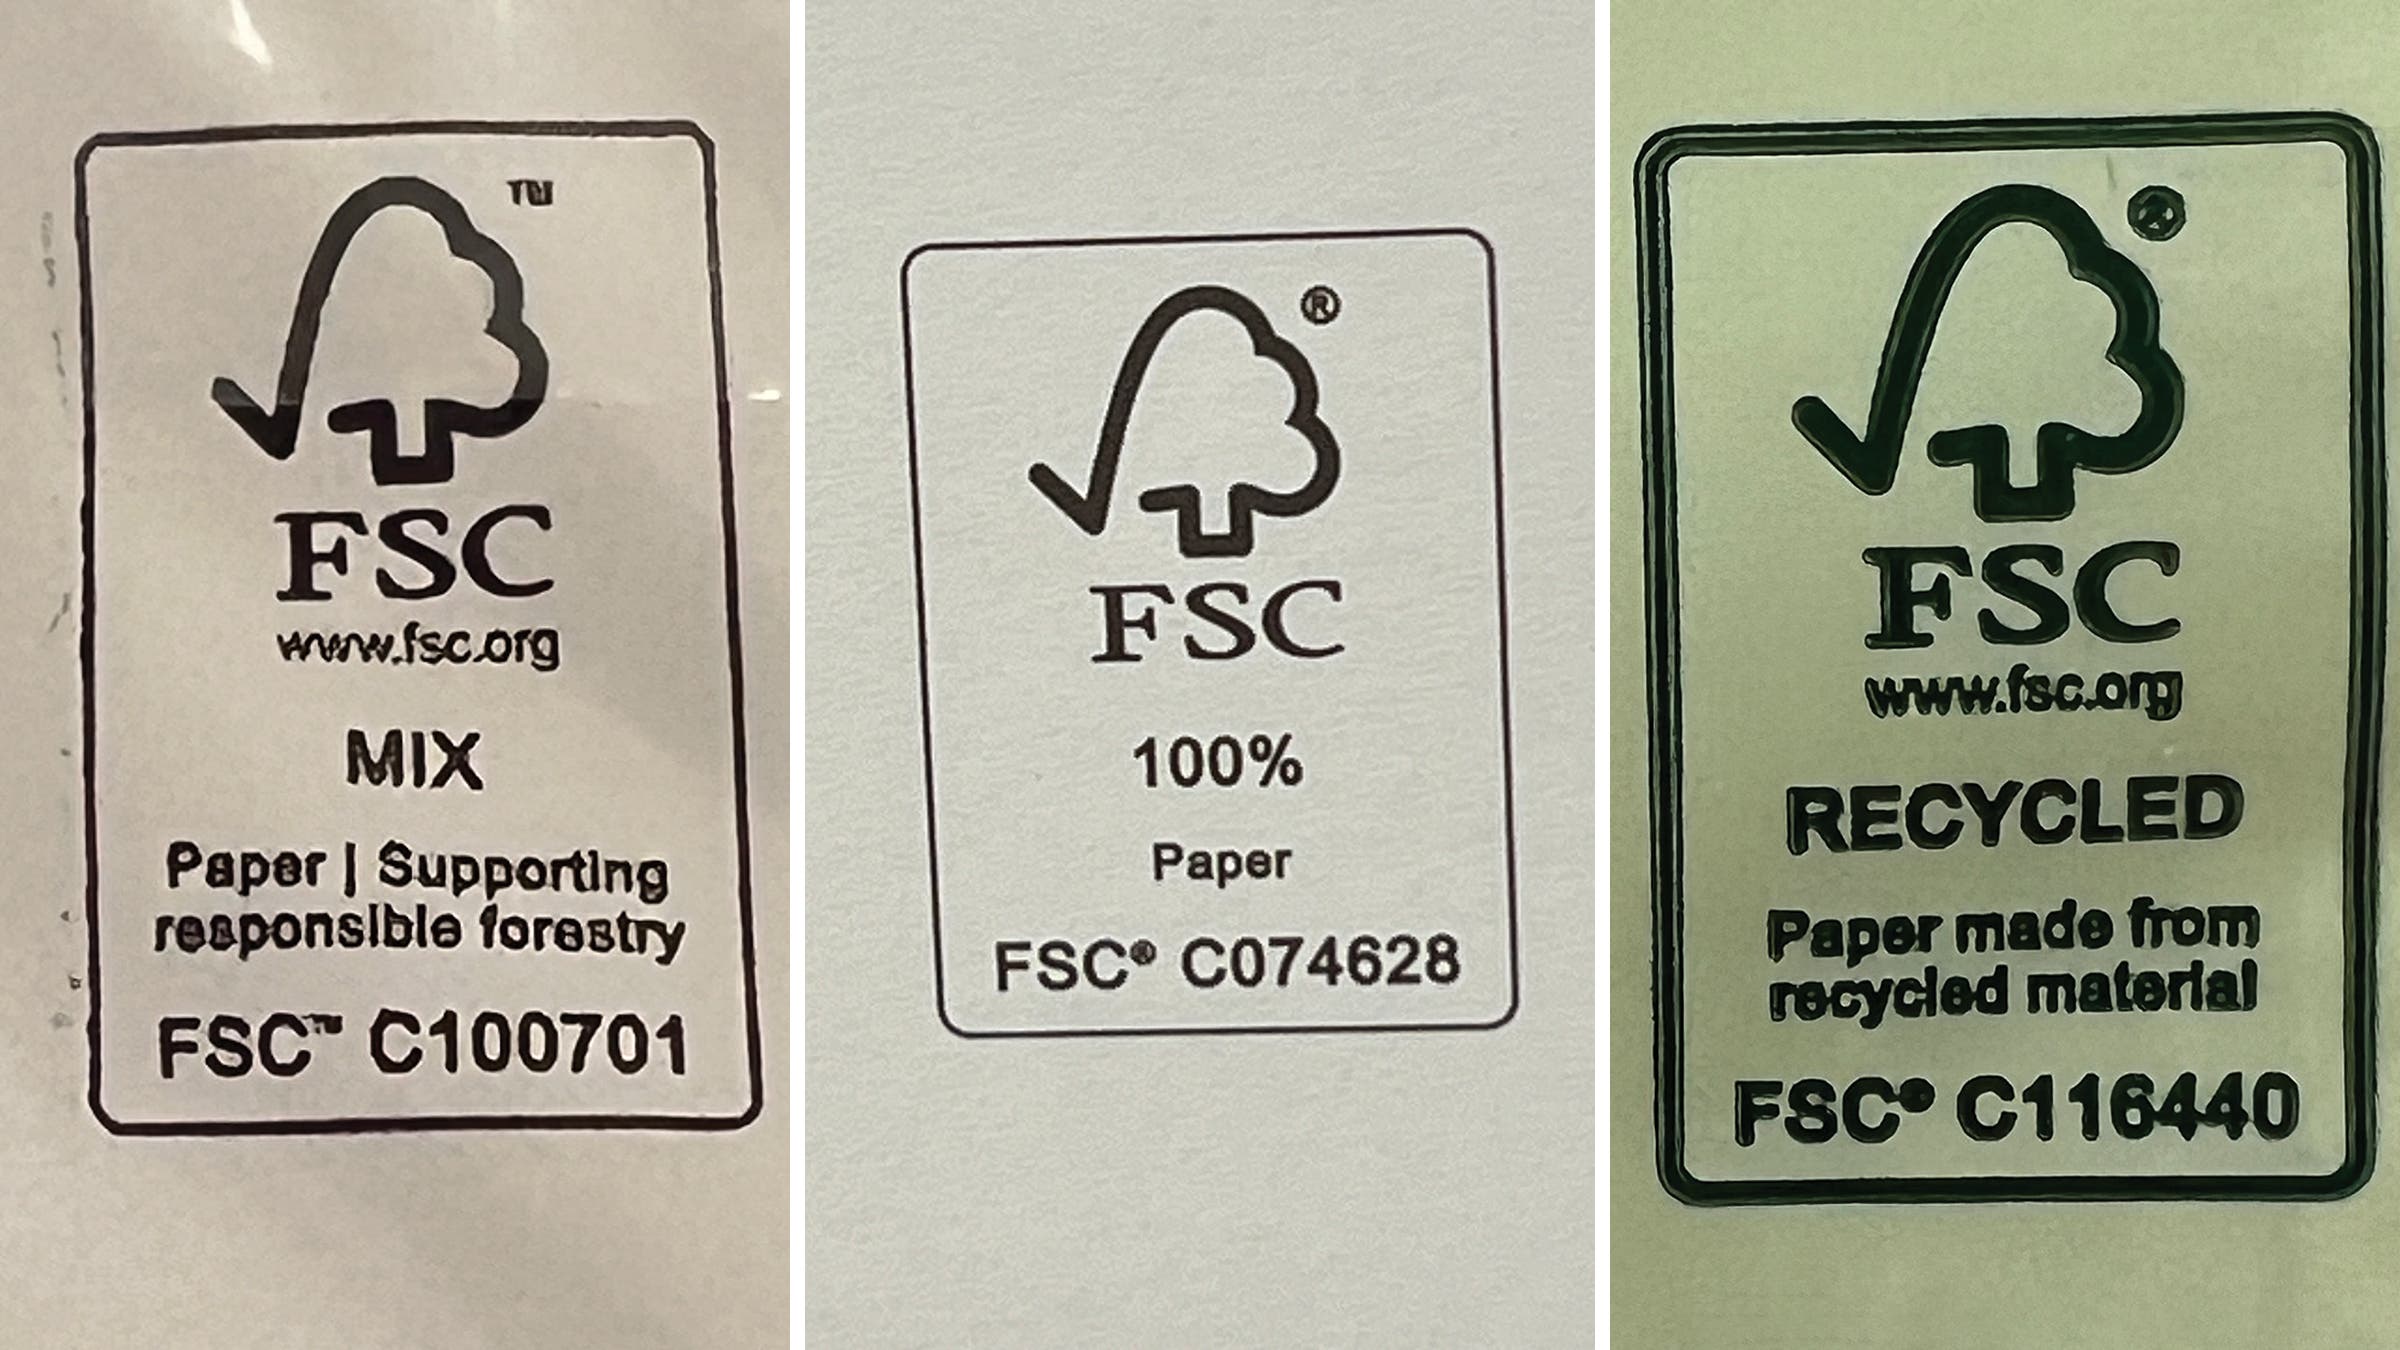 TM
FSC
www.fsc.org
MIX
Paper | Supporting
responsible forestry
FSC™ C100701
®
FSC
100%
Paper
FSC® C074628
®
FSC
www.fsc.org
RECYCLED
Paper made from
recycled material
FSC® C116440